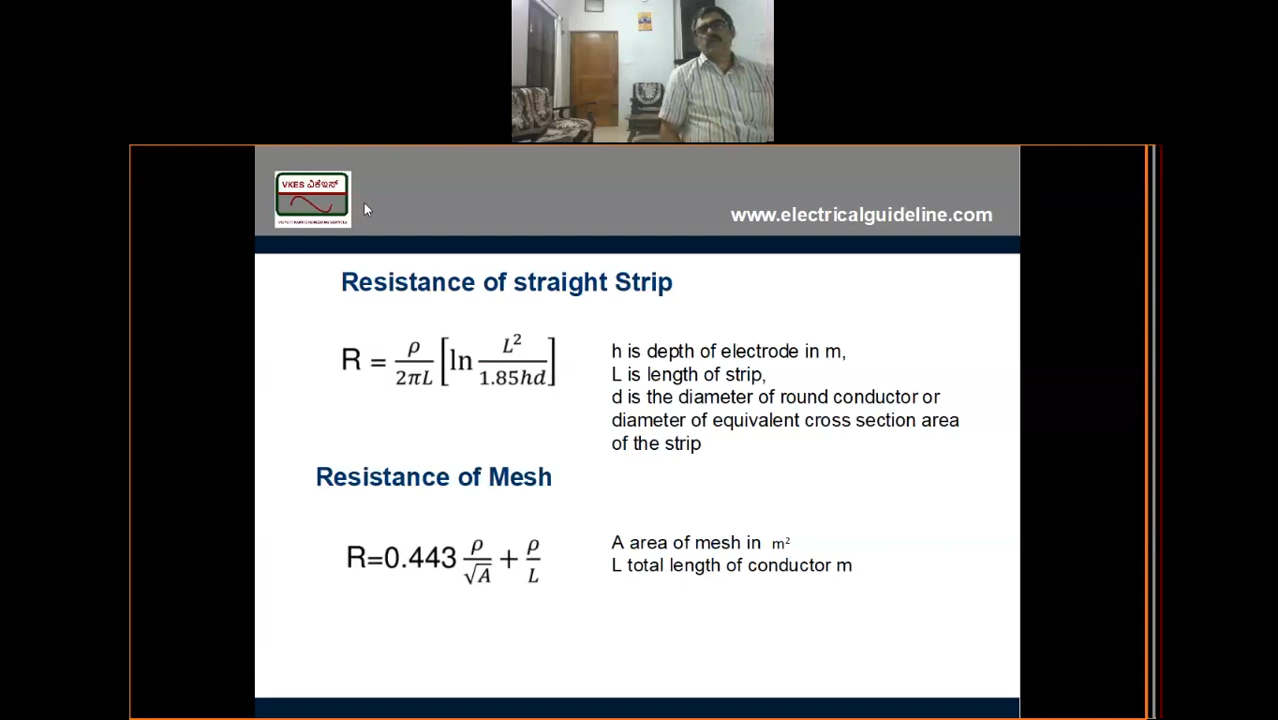 VKES ವಿಕೆಇಸ್
www.electricalguideline.com
Resistance of straight Strip
R = ρ/2πL [ln L²/1.85hd]
h is depth of electrode in m,
L is length of strip,
d is the diameter of round conductor or
diameter of equivalent cross section area
of the strip
Resistance of Mesh
R=0.443 ρ/√A + ρ/L
A area of mesh in m²
L total length of conductor m